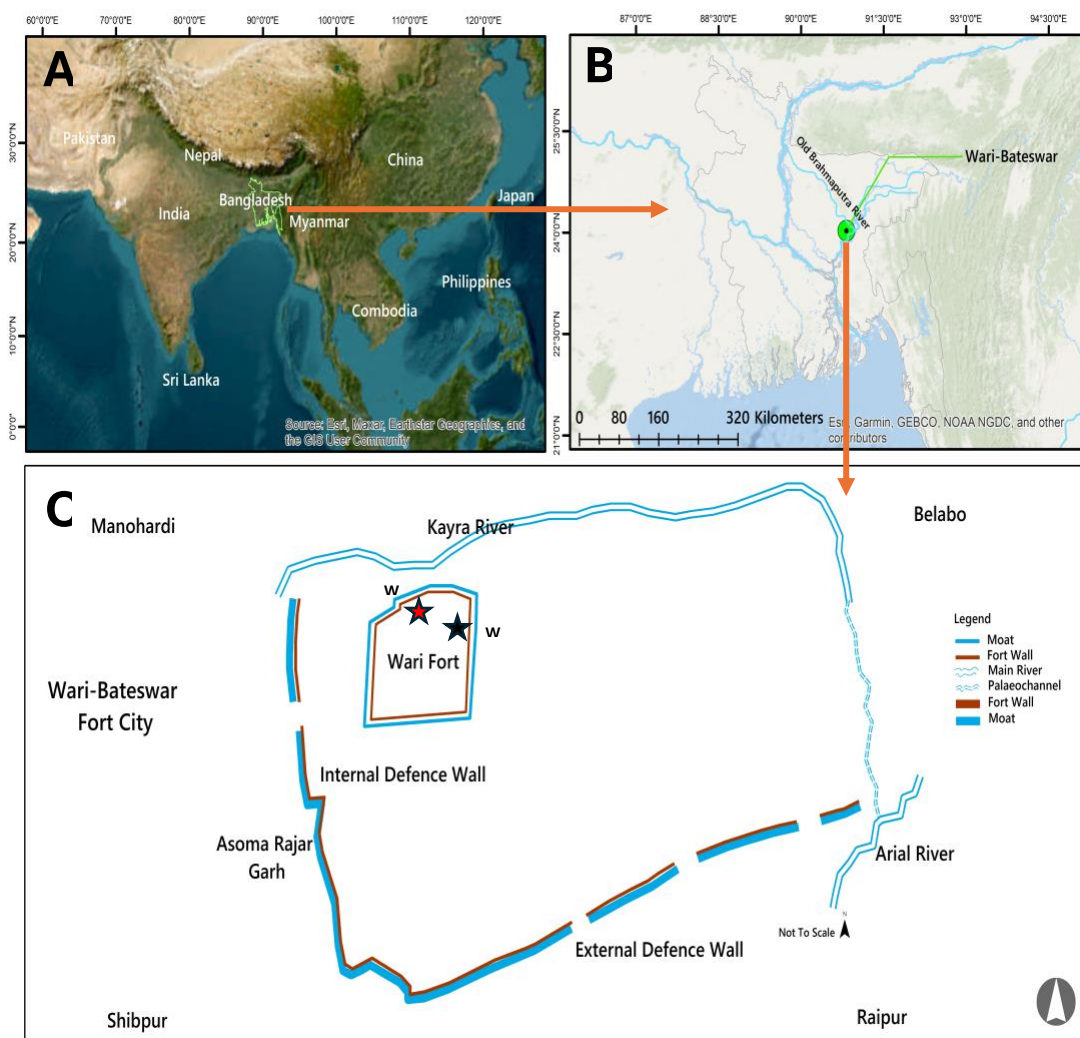 60°0'0"E 70°0'0"E 80°0'0"E 90°0'0"E 100°0'0"E 110°0'0"E 120°0'0"E
30°0'0"N
20°0'0"N
10°0'0"N
0°0'0"
A
Pakistan
Nepal
China
Bangladesh
India
Myanmar
Japan
Philippines
Combodia
Sri Lanka
Source: Esri, Maxar, Earthstar Geographics, and
the GIS User Community
87°0'0"E 88°30'0"E 90°0'0"E 91°30'0"E 93°0'0"E 94°30'0"E
25°30'0"N
24°0'0"N
22°30'0"N
21°0'0"N
B
Old Brahmaputra River
Wari-Bateswar
0 80 160 320 Kilometers
Esri, Garmin, GEBCO, NOAA NGDC, and other
contributors
C
Manohardi
Kayra River
Belabo
W
W
Wari Fort
Wari-Bateswar
Fort City
Internal Defence Wall
Asoma Rajar
Garh
Legend
Moat
Fort Wall
Main River
Palaeochannel
Fort Wall
Moat
Arial River
N
Not To Scale
External Defence Wall
Shibpur
Raipur